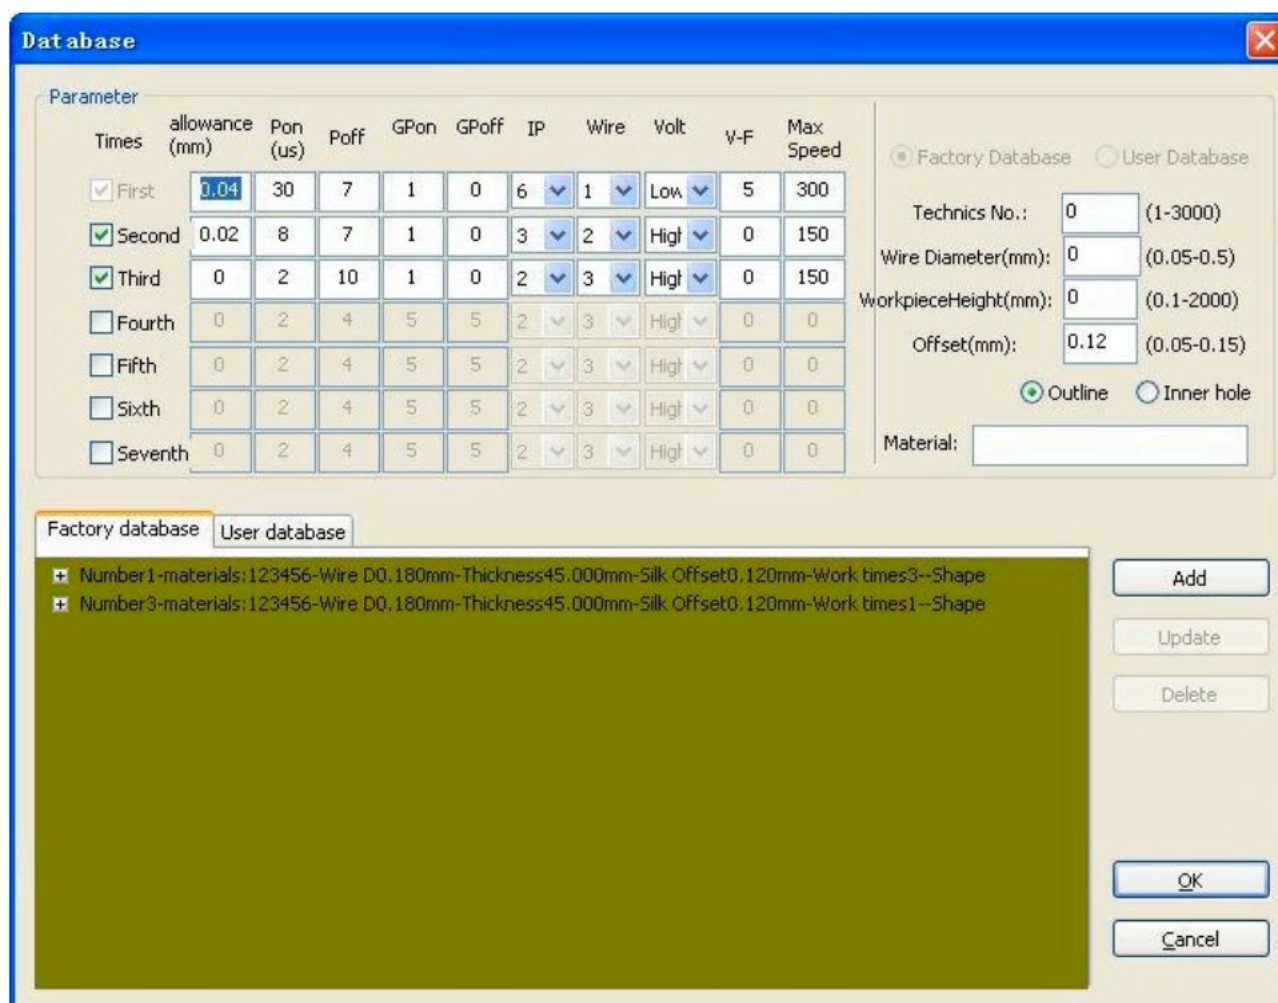 Database
Parameter
Times allowance (mm) Pon (us) Poff GPon GPoff IP Wire Volt V-F Max Speed
First 0.04 30 7 1 0 6 1 Low 5 300
Second 0.02 8 7 1 0 3 2 High 0 150
Third 0 2 10 1 0 2 3 High 0 150
Fourth 0 2 4 5 5 2 3 High 0 0
Fifth 0 2 4 5 5 2 3 High 0 0
Sixth 0 2 4 5 5 2 3 High 0 0
Seventh 0 2 4 5 5 2 3 High 0 0
Factory Database User Database
Technics No.: 0 (1-3000)
Wire Diameter(mm): 0 (0.05-0.5)
WorkpieceHeight(mm): 0 (0.1-2000)
Offset(mm): 0.12 (0.05-0.15)
Outline Inner hole
Material:
Factory database User database
Number1-materials:123456-Wire D0.180mm-Thickness45.000mm-Silk Offset0.120mm-Work times3--Shape
Number3-materials:123456-Wire D0.180mm-Thickness45.000mm-Silk Offset0.120mm-Work times1--Shape
Add
Update
Delete
OK
Cancel